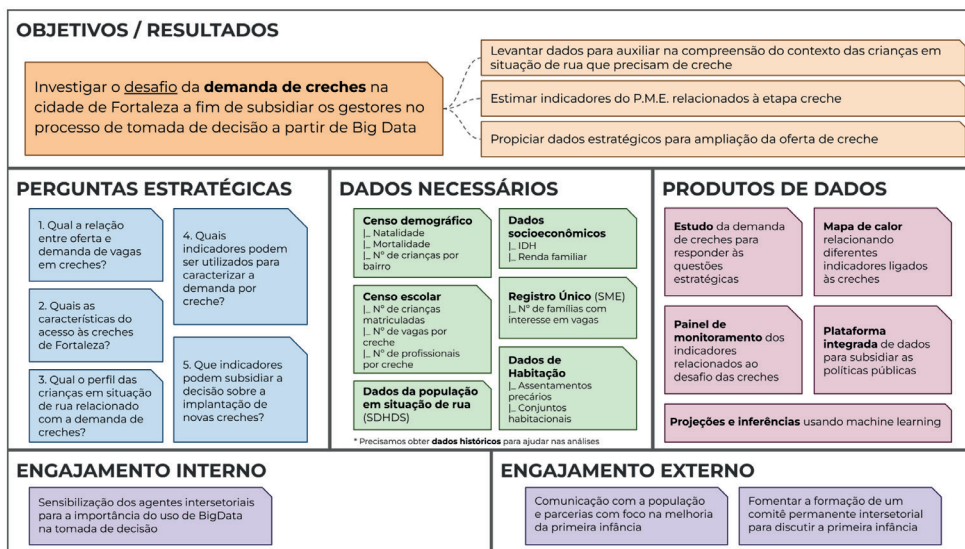 OBJETIVOS / RESULTADOS
Investigar o desafio da demanda de creches na
cidade de Fortaleza a fim de subsidiar os gestores no
processo de tomada de decisão a partir de Big Data
Levantar dados para auxiliar na compreensão do contexto das crianças em
situação de rua que precisam de creche
Estimar indicadores do P.M.E. relacionados à etapa creche
Propiciar dados estratégicos para ampliação da oferta de creche
PERGUNTAS ESTRATÉGICAS
1. Qual a relação
entre oferta e
demanda de vagas
em creches?
2. Quais as
características do
acesso às creches
de Fortaleza?
3. Qual o perfil das
crianças em situação
de rua relacionado
com a demanda de
creches?
4. Quais
indicadores podem
ser utilizados para
caracterizar a
demanda por
creche?
5. Que indicadores
podem subsidiar a
decisão sobre a
implantação de
novas creches?
DADOS NECESSÁRIOS
Censo demográfico
|_ Natalidade
|_ Mortalidade
|_ Nº de crianças por
bairro
Censo escolar
|_ Nº de crianças
matriculadas
|_ Nº de vagas por
creche
|_ Nº de profissionais
por creche
Dados da população
em situação de rua
(SDHDS)
Dados
socioeconômicos
|_ IDH
|_ Renda familiar
Registro Único (SME)
|_ Nº de famílias com
interesse em vagas
Dados de
Habitação
|_ Assentamentos
precários
|_ Conjuntos
habitacionais
* Precisamos obter dados históricos para ajudar nas análises
PRODUTOS DE DADOS
Estudo da demanda
de creches para
responder às
questões
estratégicas
Mapa de calor
relacionando
diferentes
indicadores ligados
às creches
Painel de
monitoramento dos
indicadores
relacionados ao
desafio das creches
Plataforma
integrada de dados
para subsidiar as
políticas públicas
Projeções e inferências usando machine learning
ENGAJAMENTO INTERNO
Sensibilização dos agentes intersetoriais
para a importância do uso de BigData
na tomada de decisão
ENGAJAMENTO EXTERNO
Comunicação com a população
e parcerias com foco na melhoria
da primeira infância
Fomentar a formação de um
comitê permanente intersetorial
para discutir a primeira infância